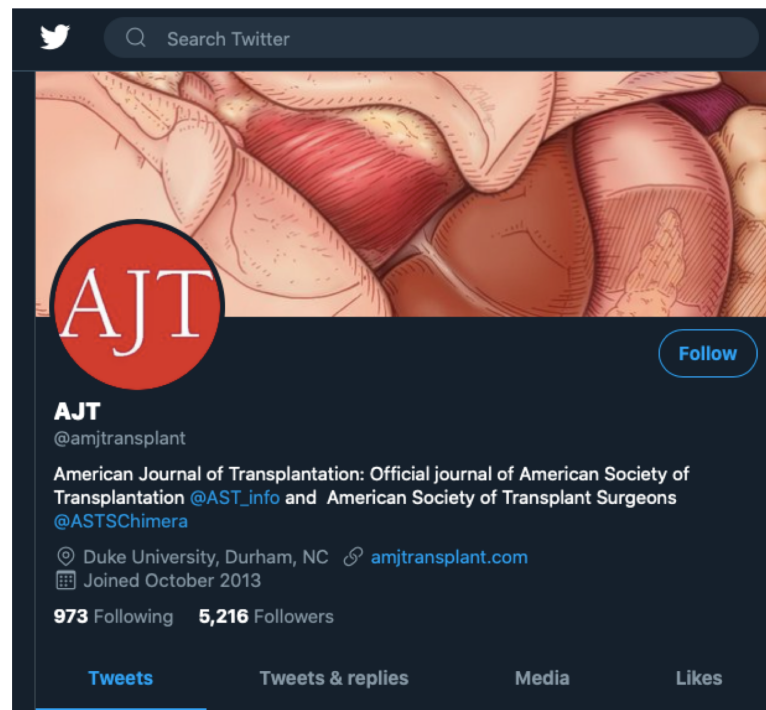 Search Twitter
AJT
Follow
AJT
@amjtransplant
American Journal of Transplantation: Official journal of American Society of
Transplantation @AST_info and American Society of Transplant Surgeons
@ASTSChimera
Duke University, Durham, NC amjtransplant.com
Joined October 2013
973 Following 5,216 Followers
Tweets Tweets & replies Media Likes